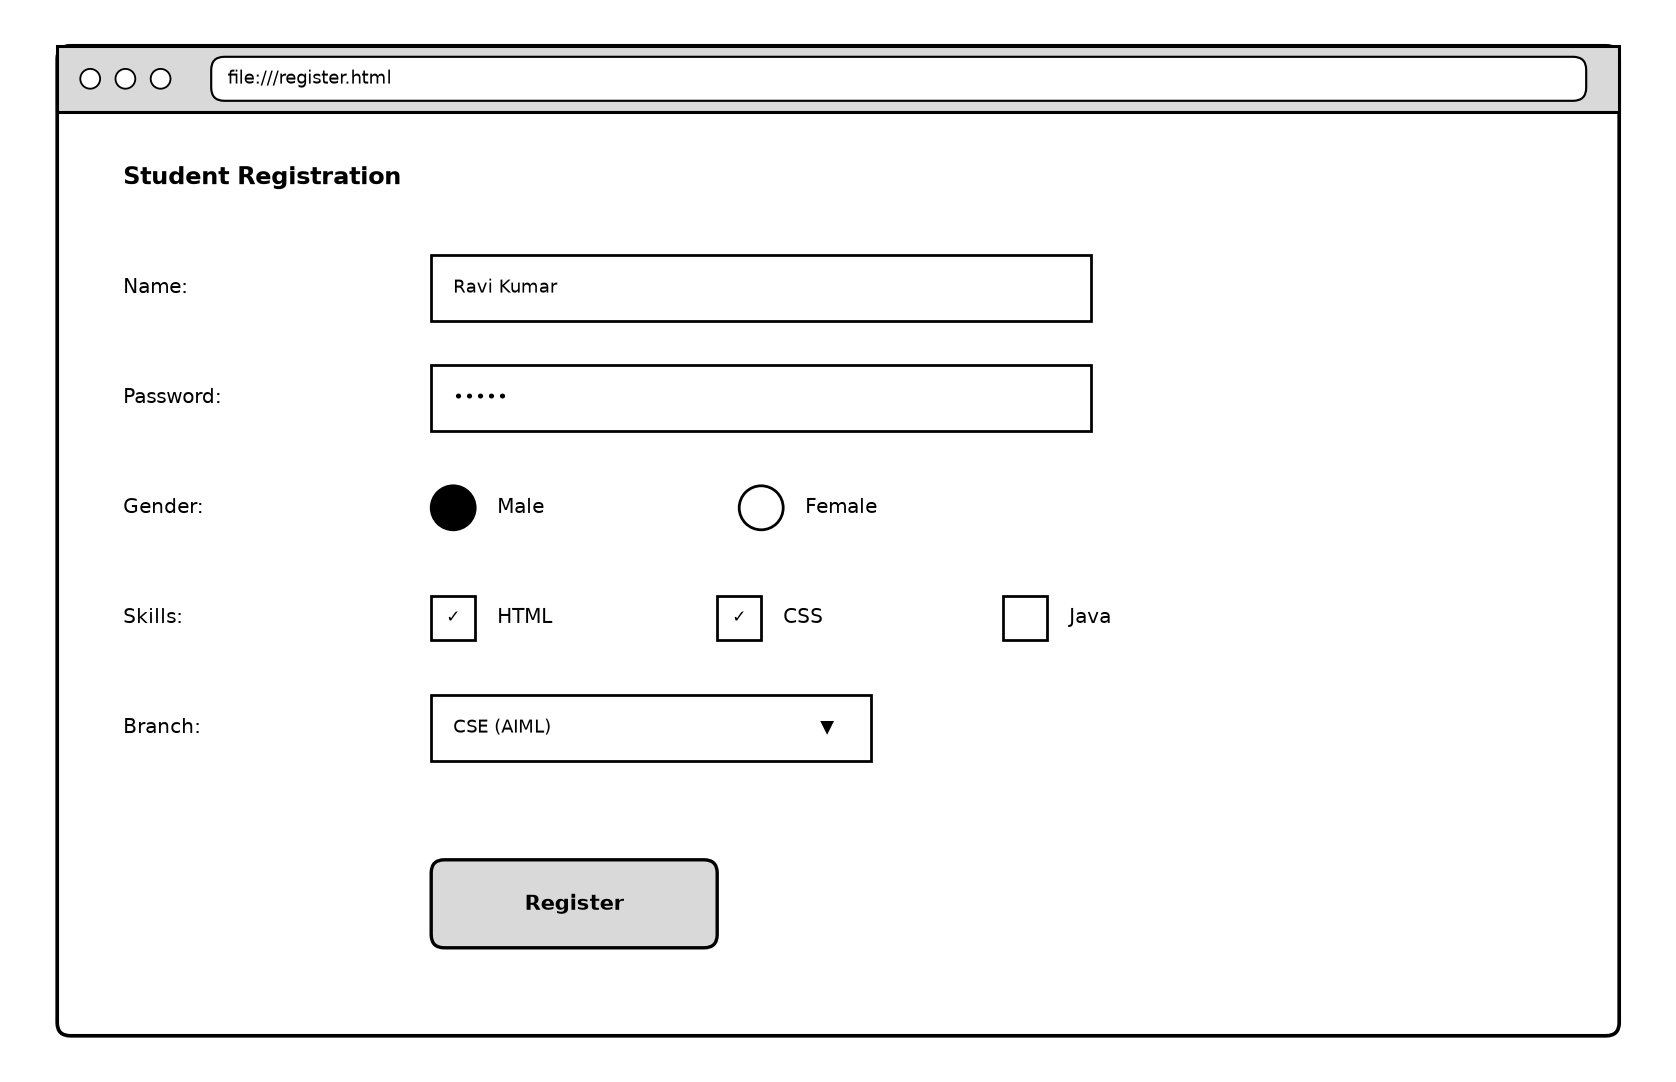 file:///register.html
Student Registration
Name: Ravi Kumar
Password: •••••
Gender: Male Female
Skills: ✓ HTML ✓ CSS Java
Branch: CSE (AIML) ▼
Register